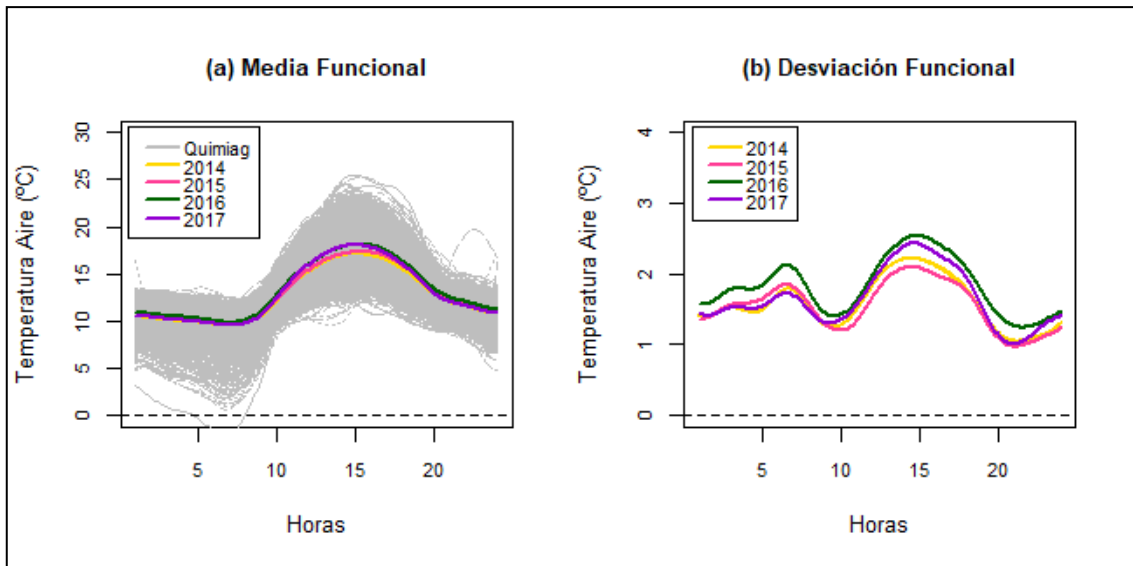 (a) Media Funcional
Temperatura Aire (ºC)
30
25
20
15
10
5
0
Quimiag
2014
2015
2016
2017
5 10 15 20
Horas
(b) Desviación Funcional
Temperatura Aire (ºC)
4
3
2
1
0
2014
2015
2016
2017
5 10 15 20
Horas